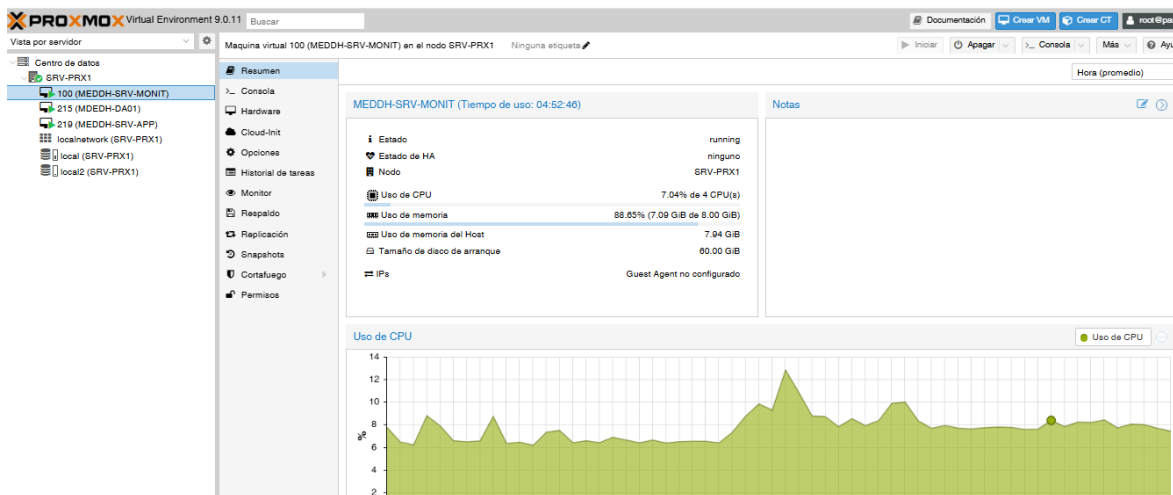 PROXMOX Virtual Environment 9.0.11 Buscar Documentación Crear VM Crear CT
Vista por servidor
Maquina virtual 100 (MEDDH-SRV-MONIT) en el nodo SRV-PRX1 Ninguna etiqueta Iniciar Apagar Consola Más
Centro de datos
SRV-PRX1
100 (MEDDH-SRV-MONIT)
215 (MDEDH-DA01)
219 (MEDDH-SRV-APP)
localnetwork (SRV-PRX1)
local (SRV-PRX1)
local2 (SRV-PRX1)
Resumen
Consola
Hardware
Cloud-Init
Opciones
Historial de tareas
Monitor
Respaldo
Replicación
Snapshots
Cortafuego
Permisos
Hora (promedio)
MEDDH-SRV-MONIT (Tiempo de uso: 04:52:46)
Estado running
Estado de HA ninguno
Nodo SRV-PRX1
Uso de CPU 7.04% de 4 CPU(s)
Uso de memoria 88.65% (7.09 GiB de 8.00 GiB)
Uso de memoria del Host 7.94 GiB
Tamaño de disco de arranque 60.00 GiB
IPs Guest Agent no configurado
Notas
Uso de CPU
Uso de CPU
14
12
10
8
6
4
2
%